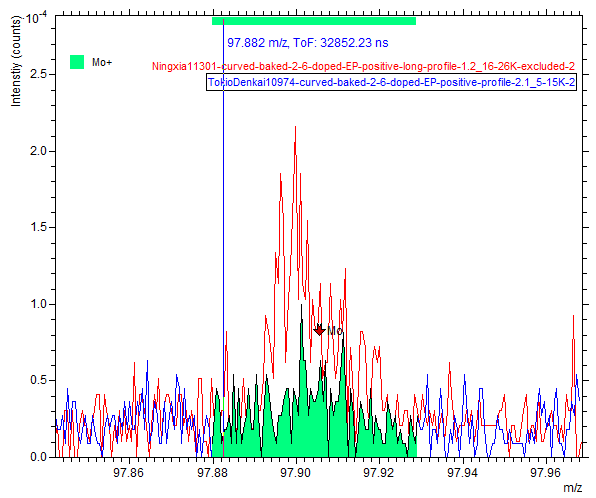 10^-4
97.882 m/z, ToF: 32852.23 ns
Mo+
Ningxia11301-curved-baked-2-6-doped-EP-positive-long-profile-1.2_16-26K-excluded-2
TokioDenkai10974-curved-baked-2-6-doped-EP-positive-profile-2.1_5-15K-2
Intenstiy (counts)
2.5
2.0
1.5
1.0
0.5
0.0
97.86
97.88
97.90
97.92
97.94
97.96
m/z